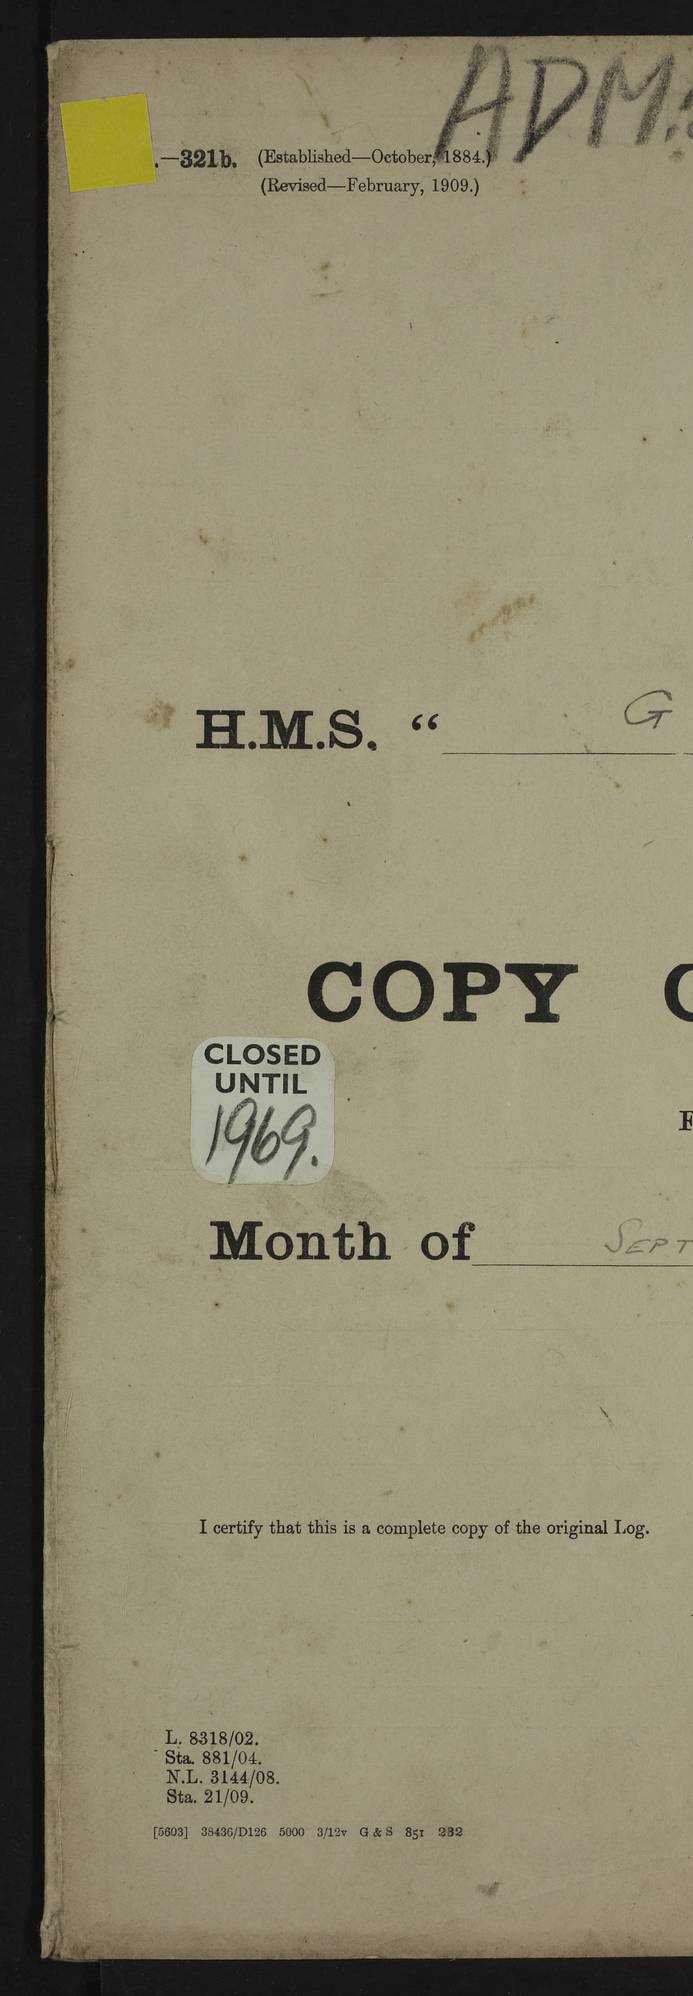 ADM.
.—321b. (Established—October, 1884.)
(Revised—February, 1909.)
H.M.S. “ G
COPY
CLOSED
UNTIL
1969.
F
Month of SEPT
I certify that this is a complete copy of the original Log.
L. 8318/02.
Sta. 881/04.
N.L. 3144/08.
Sta. 21/09.
[5603] 38436/D126 5000 3/12v G & S 851 232